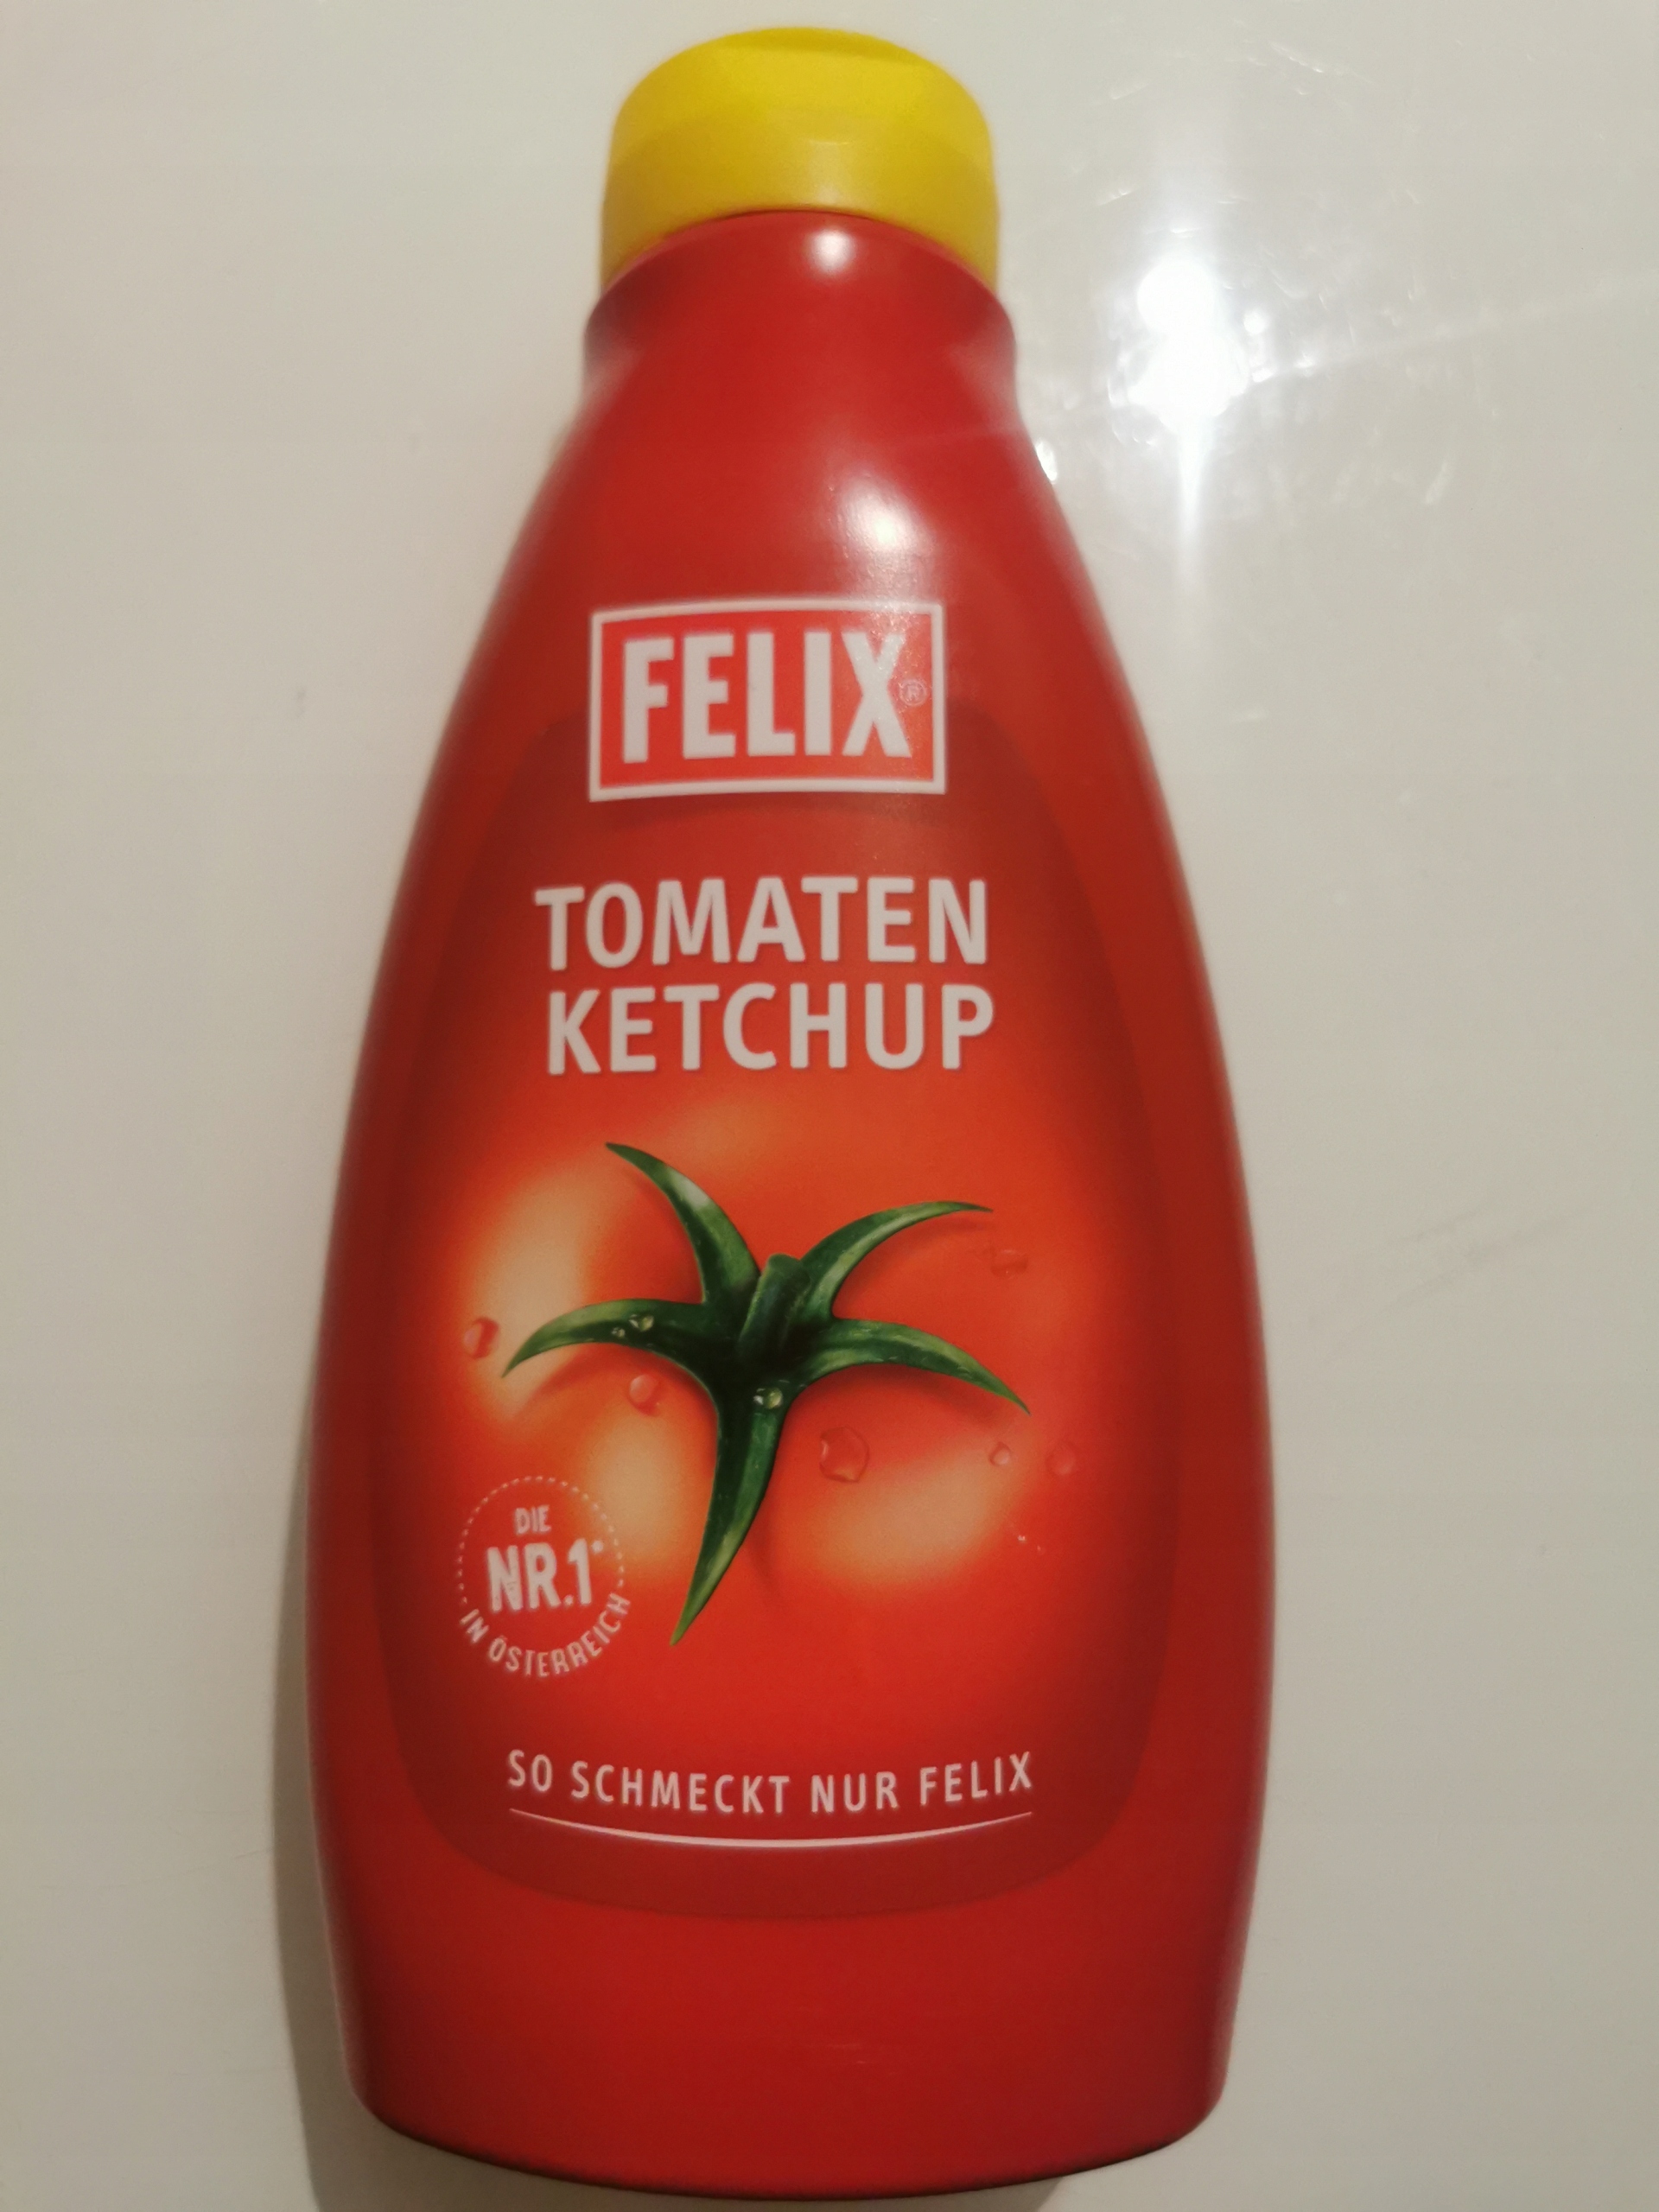 FELIX®
TOMATEN
KETCHUP
DIE
NR.1*
IN ÖSTERREICH
SO SCHMECKT NUR FELIX